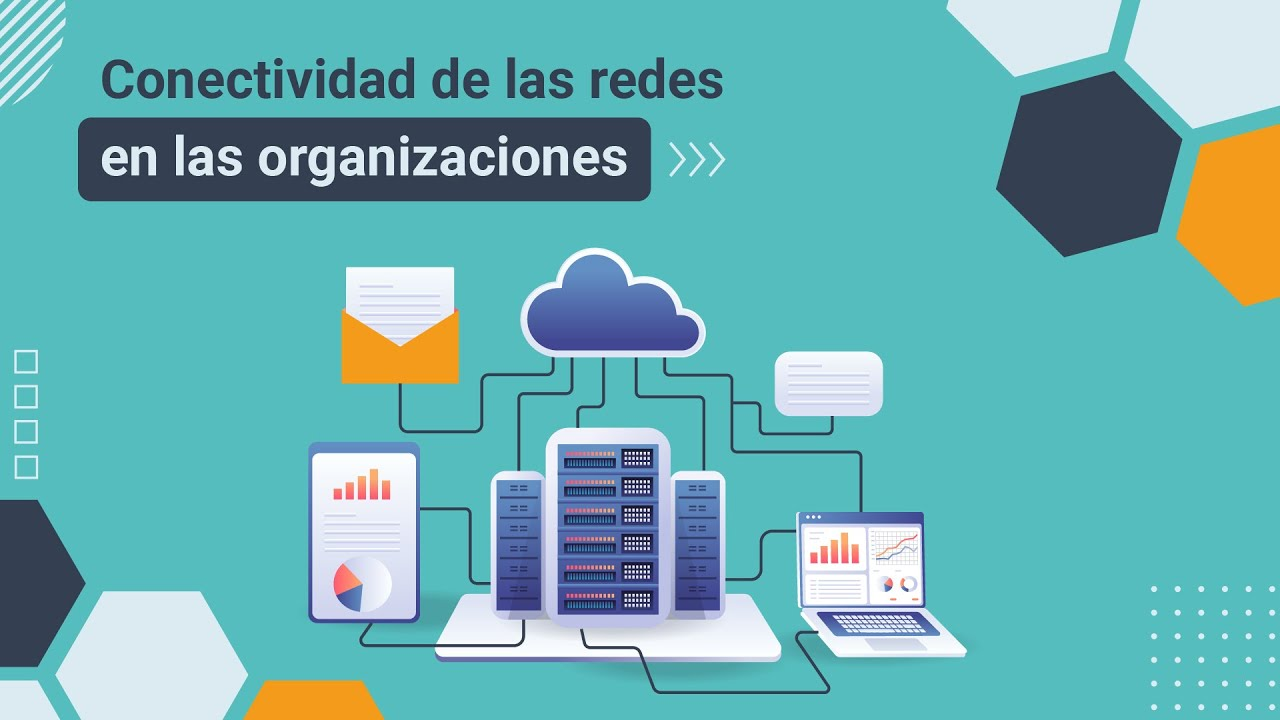 Conectividad de las redes
en las organizaciones